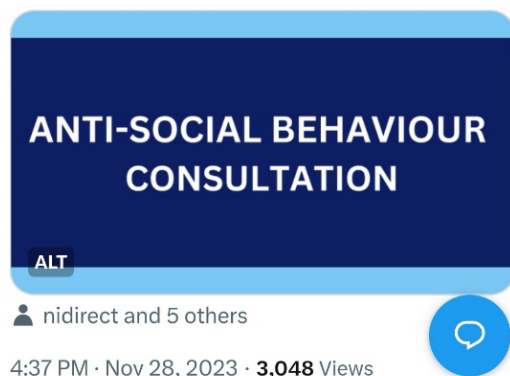 ANTI-SOCIAL BEHAVIOUR
CONSULTATION
ALT
nidirect and 5 others
4:37 PM · Nov 28, 2023 · 3,048 Views